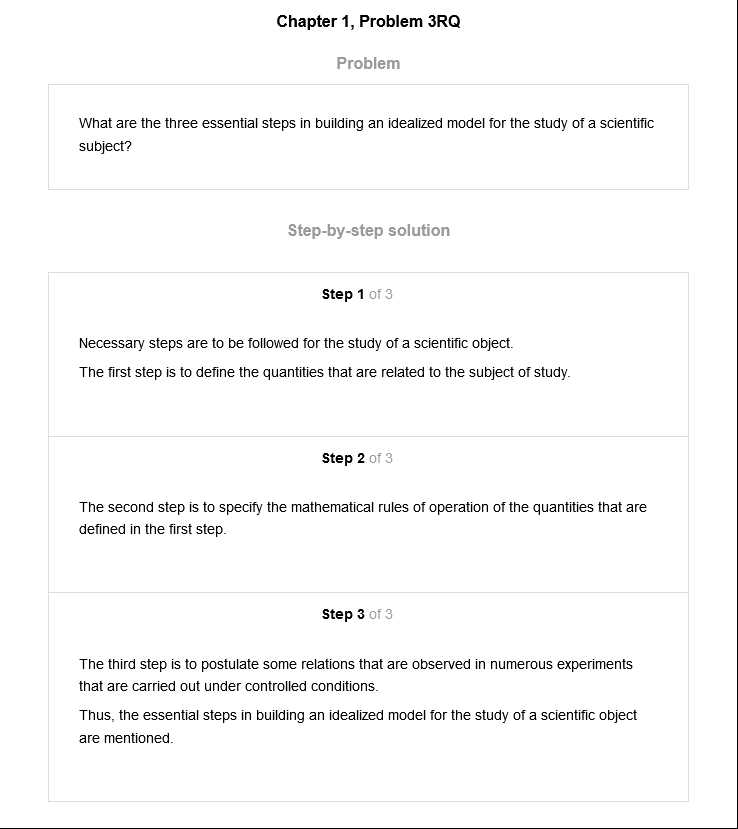 Chapter 1, Problem 3RQ
Problem
What are the three essential steps in building an idealized model for the study of a scientific
subject?
Step-by-step solution
Step 1 of 3
Necessary steps are to be followed for the study of a scientific object.
The first step is to define the quantities that are related to the subject of study.
Step 2 of 3
The second step is to specify the mathematical rules of operation of the quantities that are
defined in the first step.
Step 3 of 3
The third step is to postulate some relations that are observed in numerous experiments
that are carried out under controlled conditions.
Thus, the essential steps in building an idealized model for the study of a scientific object
are mentioned.